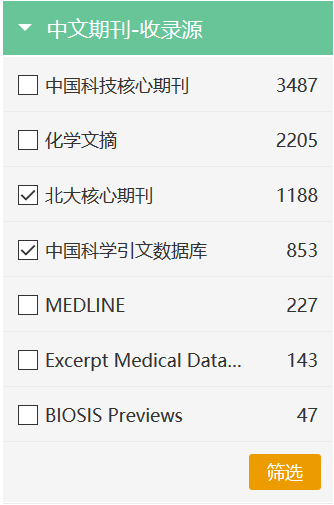 中文期刊-收录源
中国科技核心期刊 3487
化学文摘 2205
北大核心期刊 1188
中国科学引文数据库 853
MEDLINE 227
Excerpt Medical Data... 143
BIOSIS Previews 47
筛选